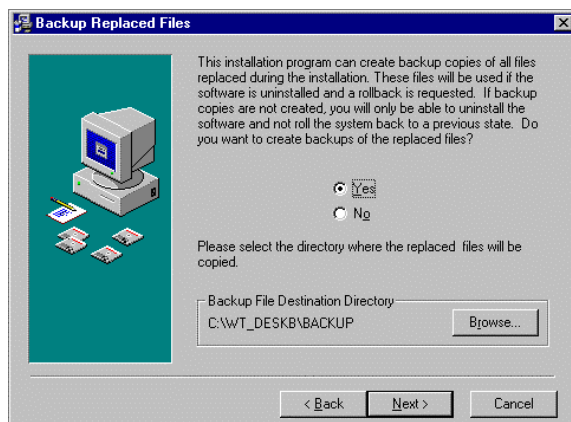 Backup Replaced Files
This installation program can create backup copies of all files
replaced during the installation. These files will be used if the
software is uninstalled and a rollback is requested. If backup
copies are not created, you will only be able to uninstall the
software and not roll the system back to a previous state. Do
you want to create backups of the replaced files?
Yes
No
Please select the directory where the replaced files will be
copied.
Backup File Destination Directory
C:\WT_DESKB\BACKUP
Browse...
< Back
Next >
Cancel